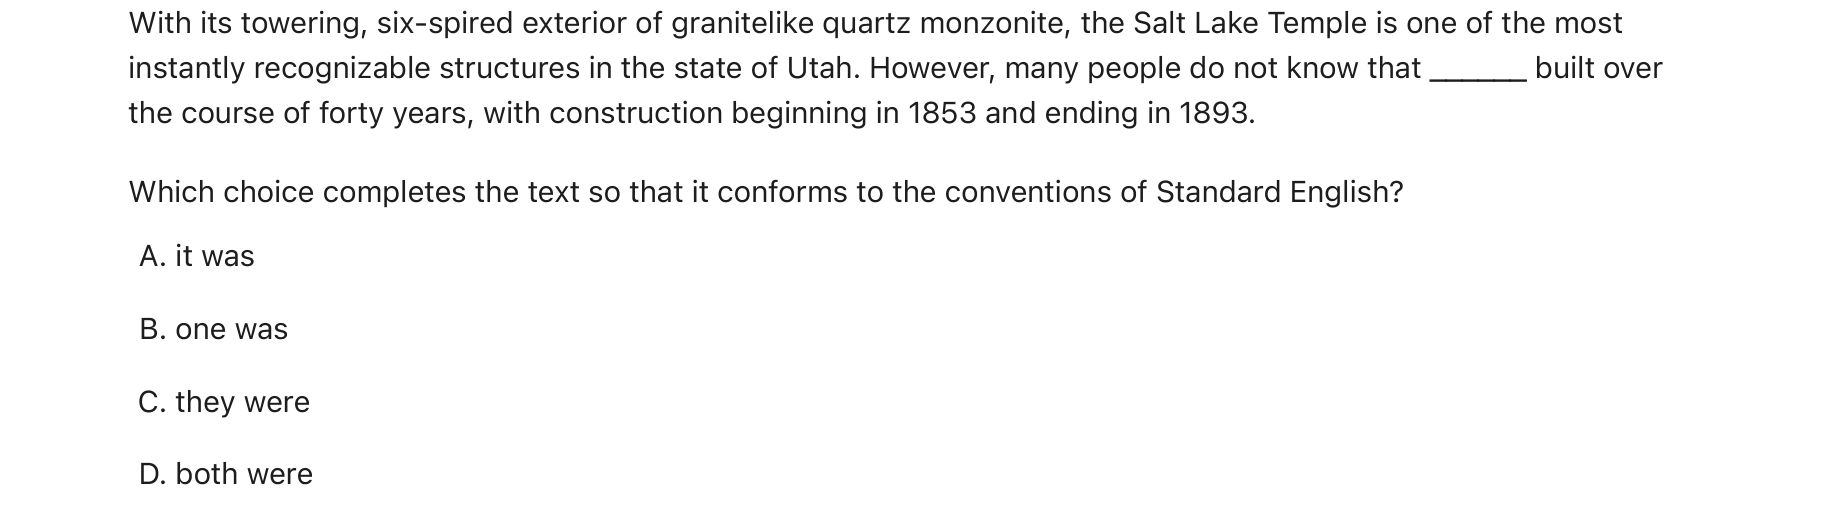 With its towering, six-spired exterior of granitelike quartz monzonite, the Salt Lake Temple is one of the most
instantly recognizable structures in the state of Utah. However, many people do not know that ______ built over
the course of forty years, with construction beginning in 1853 and ending in 1893.
Which choice completes the text so that it conforms to the conventions of Standard English?
A. it was
B. one was
C. they were
D. both were